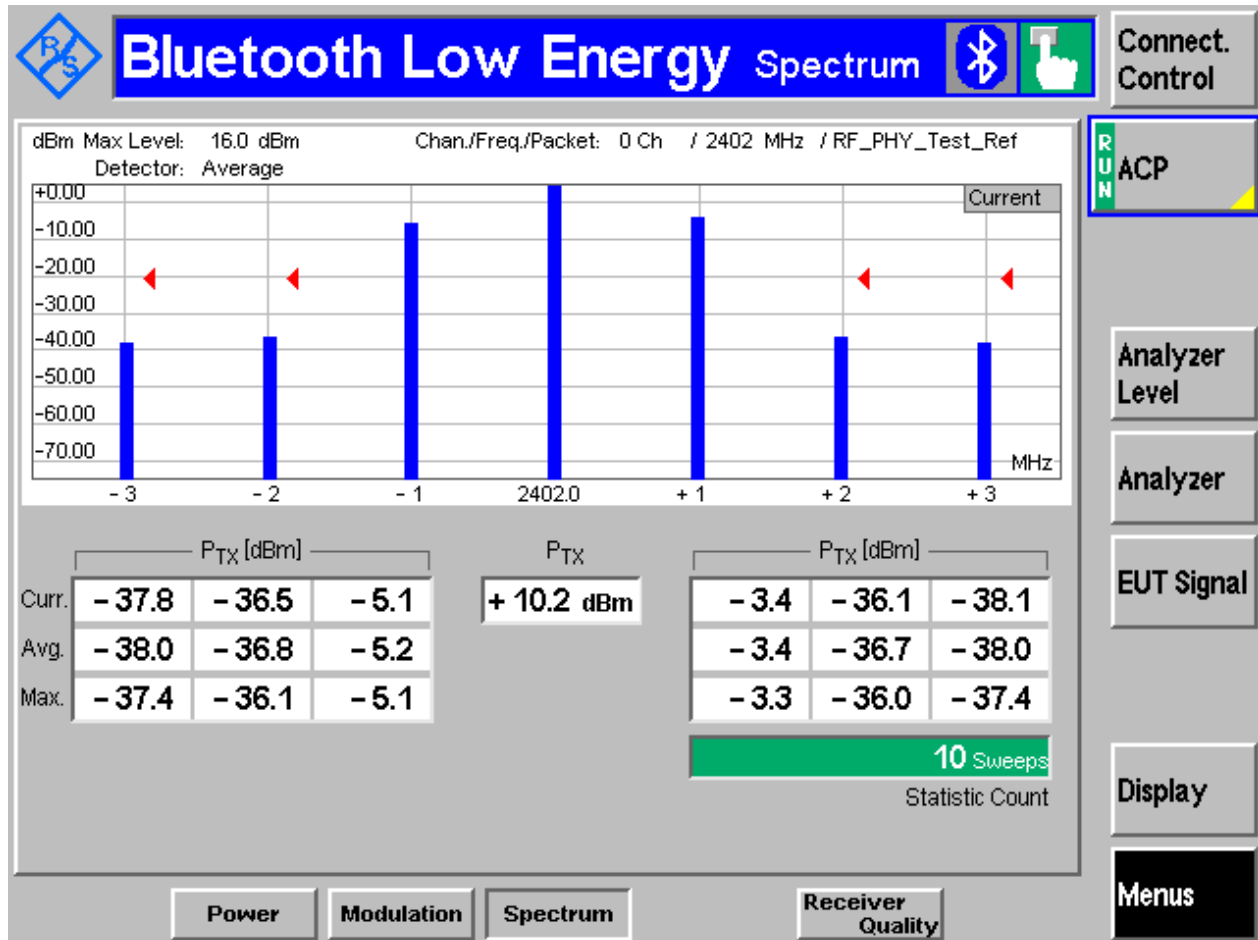 R/S
Bluetooth Low Energy Spectrum
Connect.
Control
dBm Max Level: 16.0 dBm Chan./Freq./Packet: 0 Ch / 2402 MHz / RF_PHY_Test_Ref
Detector: Average
RUN
ACP
+0.00
Current
-10.00
-20.00
-30.00
-40.00
-50.00
-60.00
-70.00
MHz
- 3 - 2 - 1 2402.0 + 1 + 2 + 3
Analyzer
Level
Analyzer
EUT Signal
PTX [dBm] PTX PTX [dBm]
Curr. - 37.8 - 36.5 - 5.1 + 10.2 dBm - 3.4 - 36.1 - 38.1
Avg. - 38.0 - 36.8 - 5.2 - 3.4 - 36.7 - 38.0
Max. - 37.4 - 36.1 - 5.1 - 3.3 - 36.0 - 37.4
10 Sweeps
Statistic Count
Display
Menus
Power Modulation Spectrum Receiver
Quality